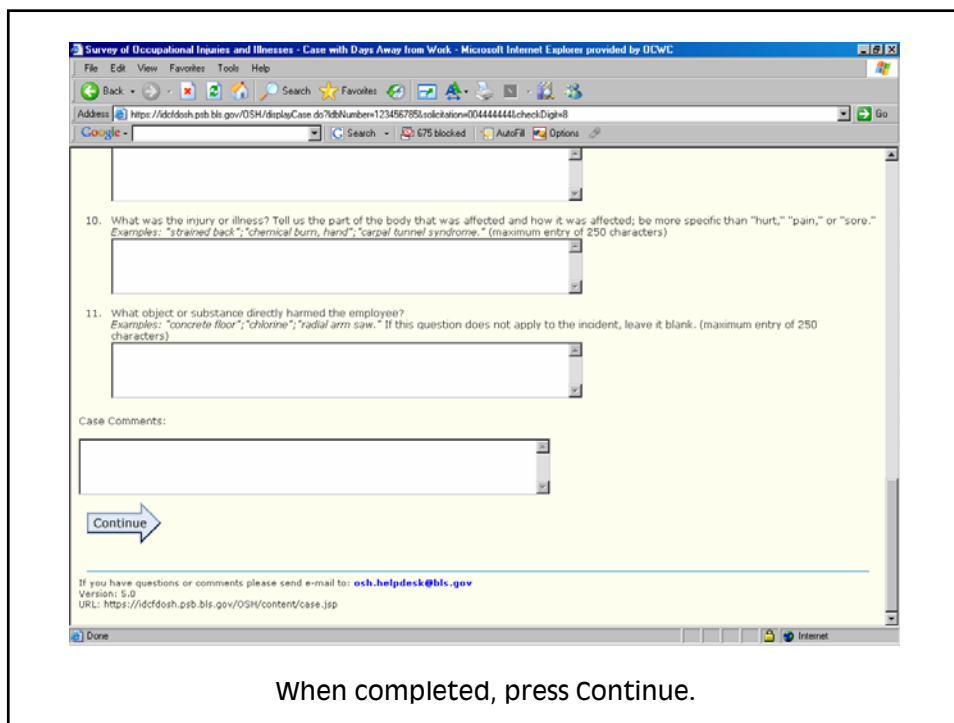 Survey of Occupational Injuries and Illnesses - Case with Days Away from Work - Microsoft Internet Explorer provided by OCWC
File Edit View Favorites Tools Help
Back Search Favorites
Address https://idcfdosh.psb.bls.gov/OSH/displayCase.do?IdbNumber=123456785&solicitation=004444444&checkDigit=8 Go
Google Search 675 blocked AutoFill Options
10. What was the injury or illness? Tell us the part of the body that was affected and how it was affected; be more specific than "hurt," "pain," or "sore."
Examples: "strained back";"chemical burn, hand";"carpal tunnel syndrome." (maximum entry of 250 characters)
11. What object or substance directly harmed the employee?
Examples: "concrete floor";"chlorine";"radial arm saw." If this question does not apply to the incident, leave it blank. (maximum entry of 250
characters)
Case Comments:
Continue
If you have questions or comments please send e-mail to: osh.helpdesk@bls.gov
Version: 5.0
URL: https://idcfdosh.psb.bls.gov/OSH/content/case.jsp
Done Internet
When completed, press Continue.